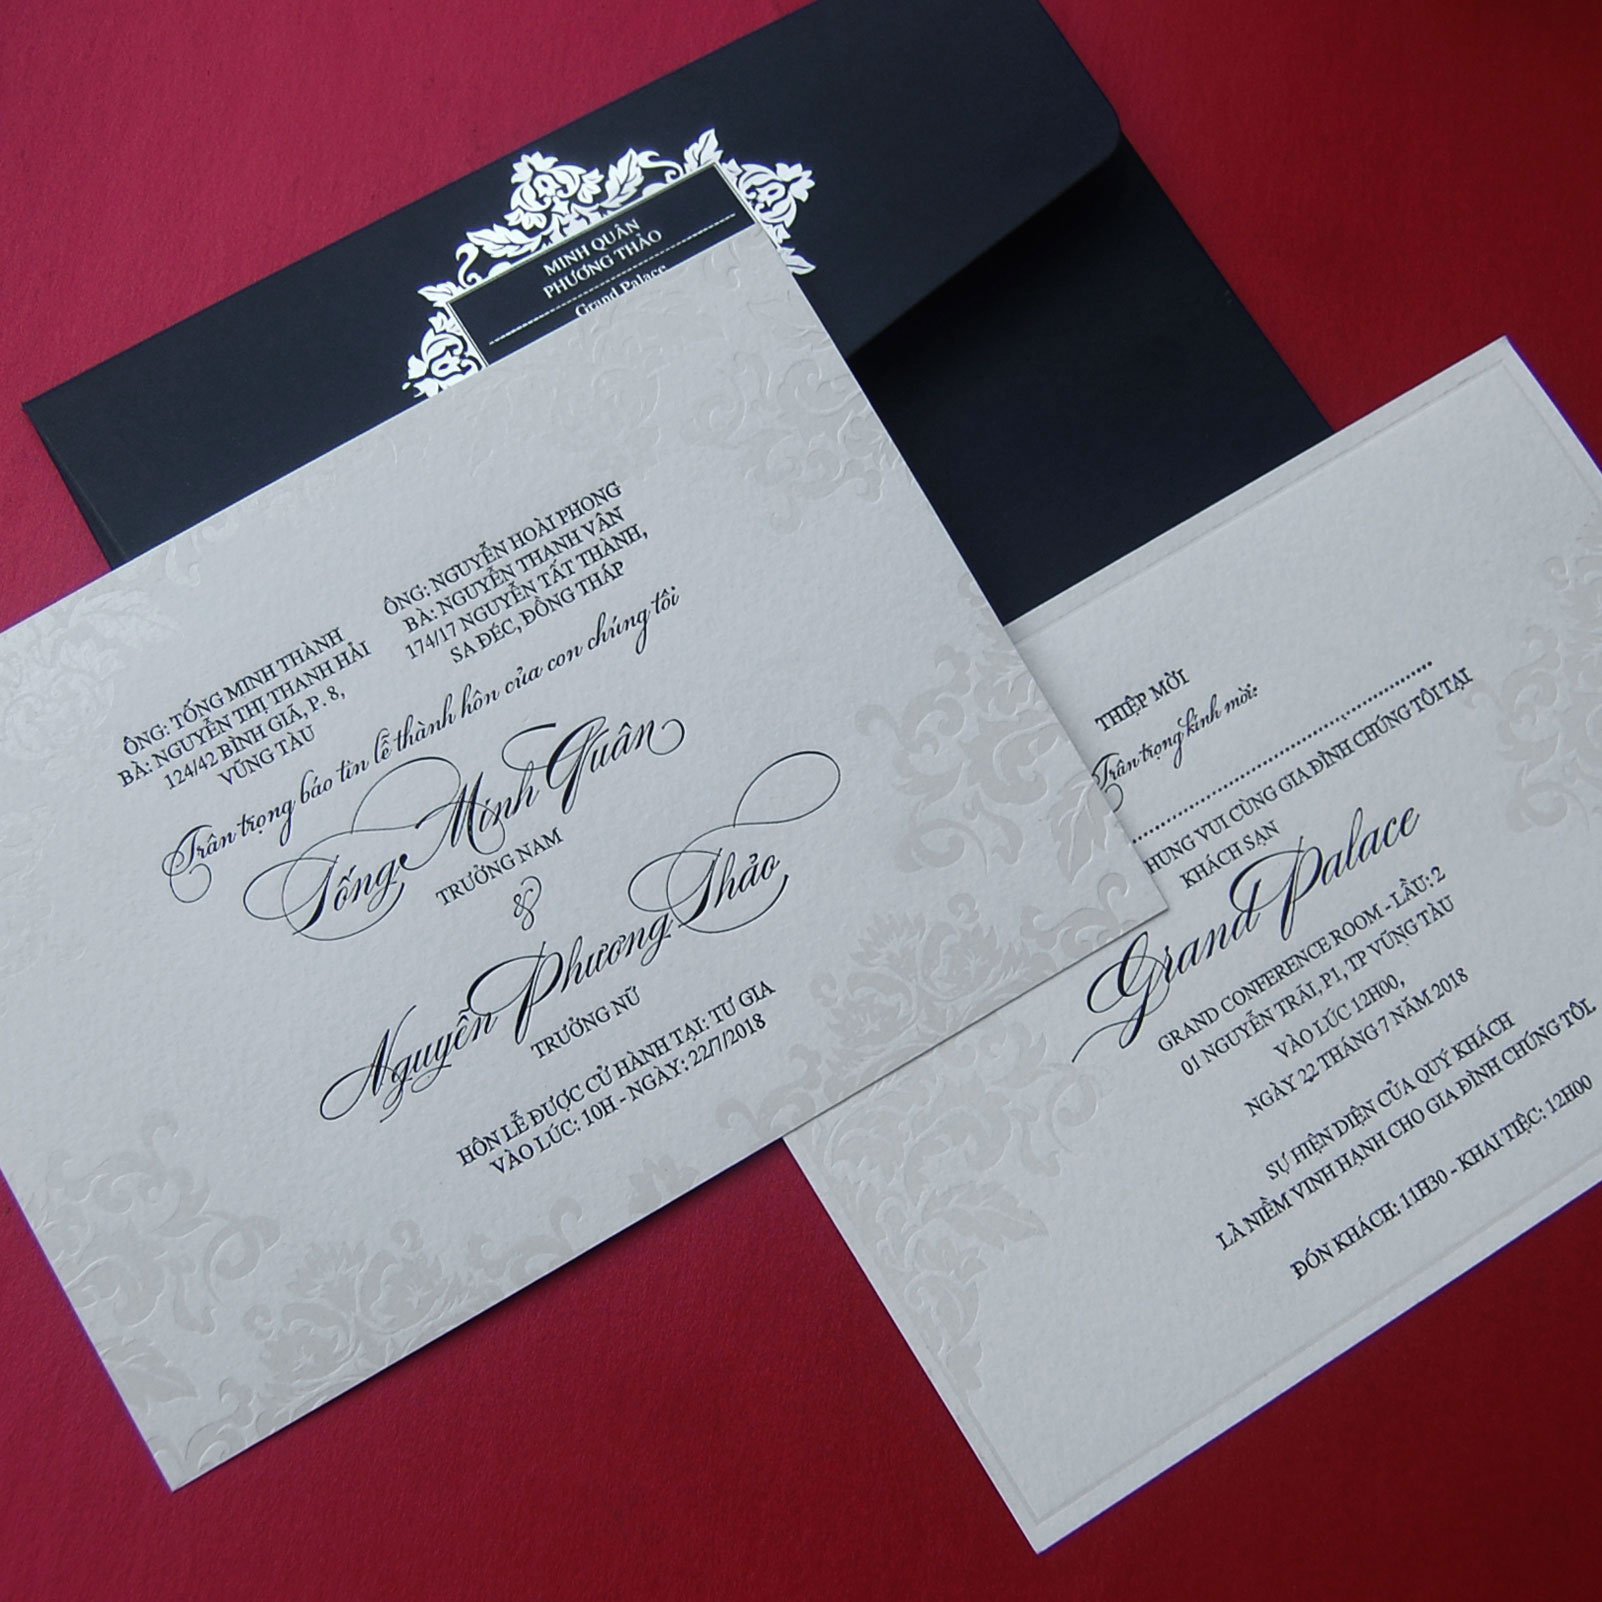 MINH QUÂN
PHƯƠNG THẢO
Grand Palace
ÔNG: TỐNG MINH THÀNH
BÀ: NGUYỄN THỊ THANH HẢI
124/42 BÌNH GIÃ, P. 8,
VŨNG TÀU
ÔNG: NGUYỄN HOÀI PHONG
BÀ: NGUYỄN THANH VÂN
174/17 NGUYỄN TẤT THÀNH,
SA ĐÉC, ĐỒNG THÁP
Trân trọng báo tin lễ thành hôn của con chúng tôi
Tống Minh Quân
TRƯỞNG NAM
&
Nguyễn Phương Thảo
TRƯỞNG NỮ
HÔN LỄ ĐƯỢC CỬ HÀNH TẠI: TƯ GIA
VÀO LÚC: 10H - NGÀY: 22/7/2018
THIỆP MỜI
Trân trọng kính mời:
HUNG VUI CÙNG GIA ĐÌNH CHÚNG TÔI TẠI
KHÁCH SẠN
Grand Palace
GRAND CONFERENCE ROOM - LẦU: 2
01 NGUYỄN TRÃI, P1, TP VŨNG TÀU
VÀO LÚC 12H00,
NGÀY 22 THÁNG 7 NĂM 2018
SỰ HIỆN DIỆN CỦA QUÝ KHÁCH
LÀ NIỀM VINH HẠNH CHO GIA ĐÌNH CHÚNG TÔI.
ĐÓN KHÁCH: 11H30 - KHAI TIỆC: 12H00